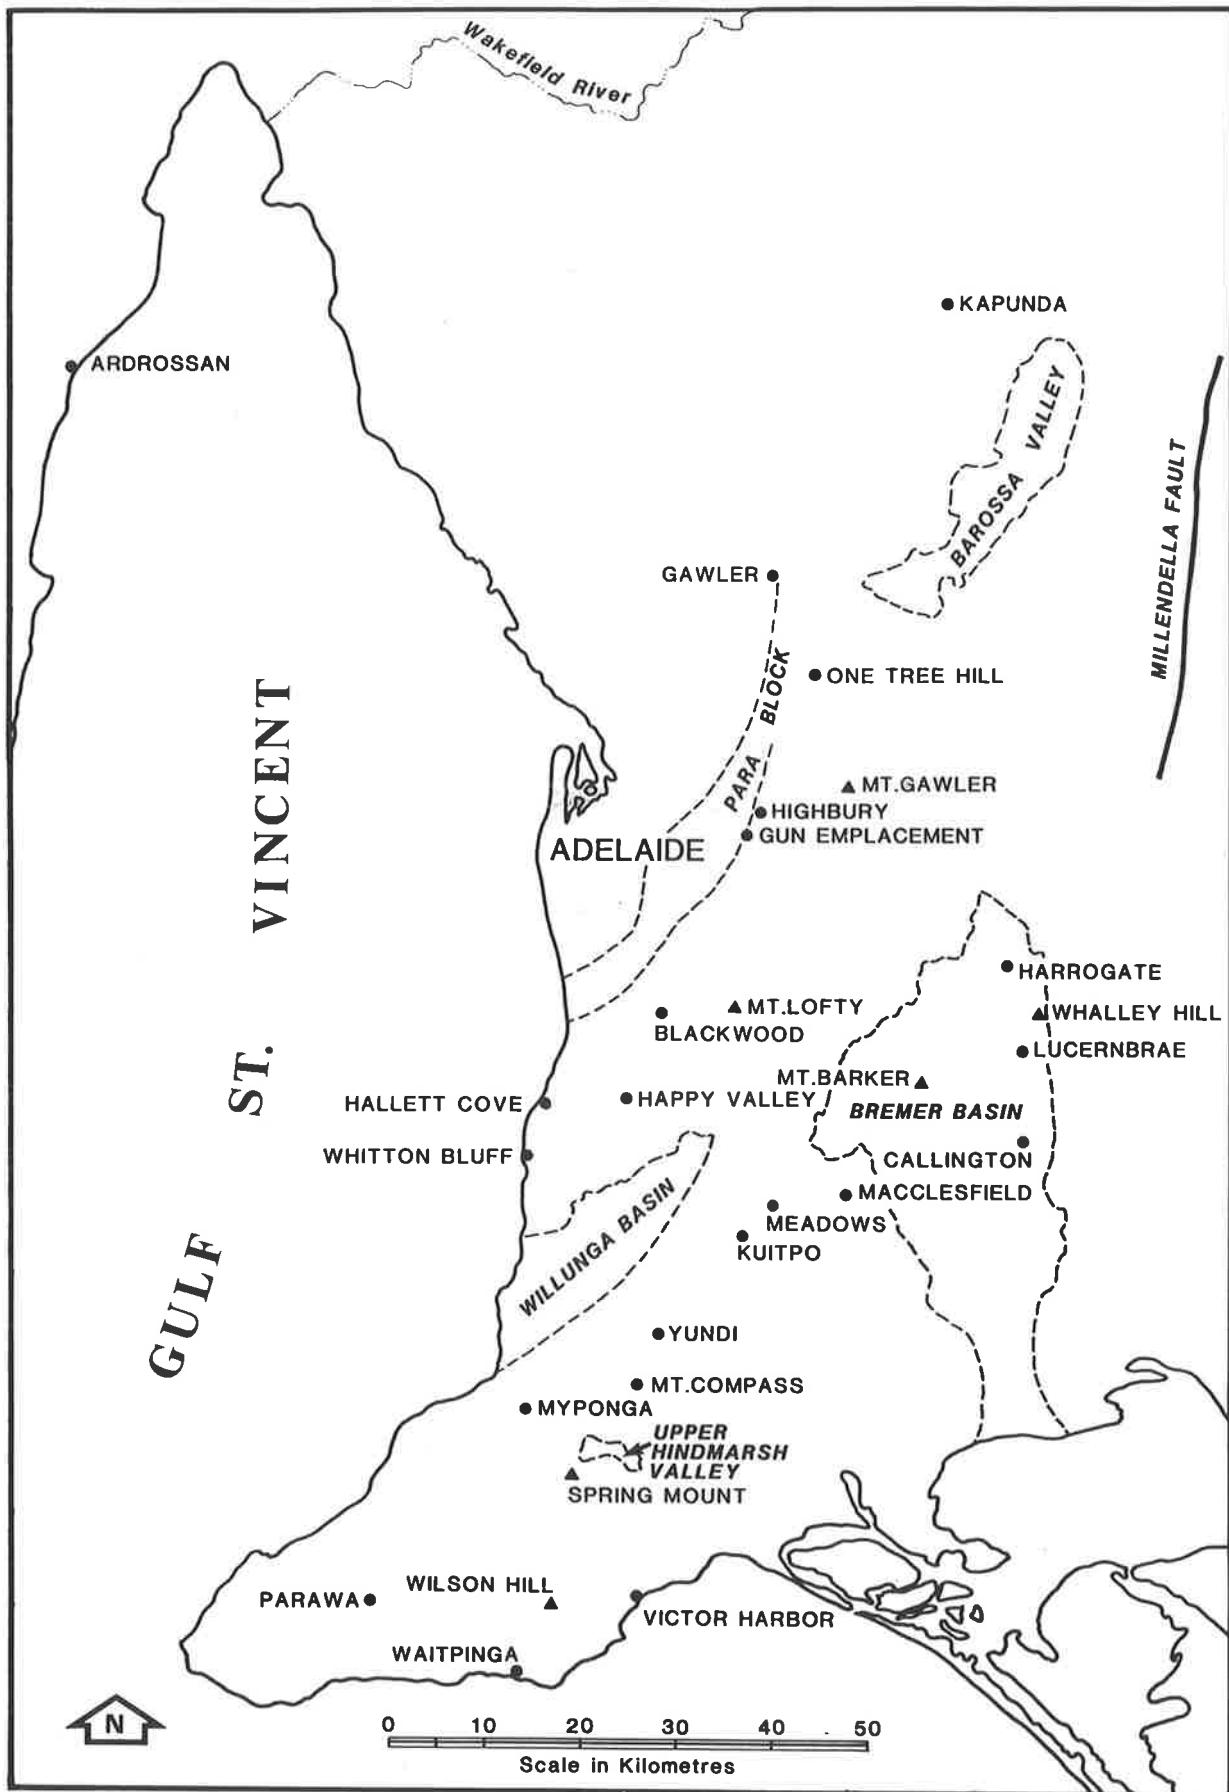 Wakefield River
KAPUNDA
ARDROSSAN
BAROSSA VALLEY
MILLENDELLA FAULT
GAWLER
ONE TREE HILL
PARA BLOCK
MT.GAWLER
HIGHBURY
GUN EMPLACEMENT
ADELAIDE
GULF ST. VINCENT
HARROGATE
MT.LOFTY
WHALLEY HILL
BLACKWOOD
LUCERNBRAE
MT.BARKER
HALLETT COVE
HAPPY VALLEY
BREMER BASIN
WHITTON BLUFF
CALLINGTON
MACCLESFIELD
WILLUNGA BASIN
MEADOWS
KUITPO
YUNDI
MT.COMPASS
MYPONGA
UPPER
HINDMARSH
VALLEY
SPRING MOUNT
WILSON HILL
PARAWA
VICTOR HARBOR
WAITPINGA
N
0 10 20 30 40 50
Scale in Kilometres